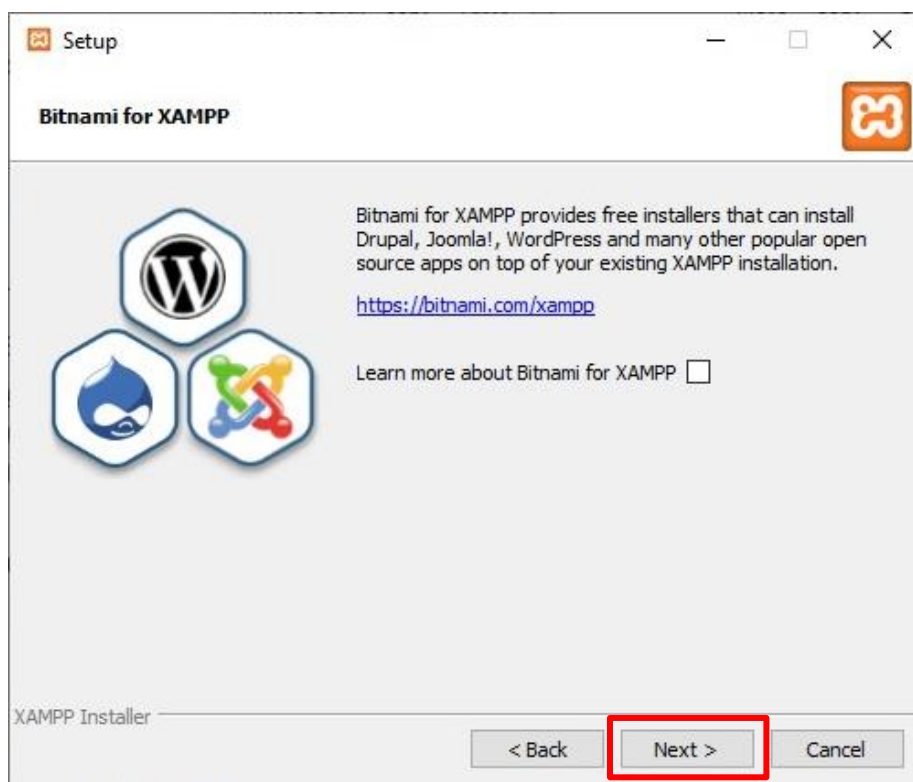 Setup
Bitnami for XAMPP
Bitnami for XAMPP provides free installers that can install
Drupal, Joomla!, WordPress and many other popular open
source apps on top of your existing XAMPP installation.
https://bitnami.com/xampp
Learn more about Bitnami for XAMPP
XAMPP Installer
< Back Next > Cancel